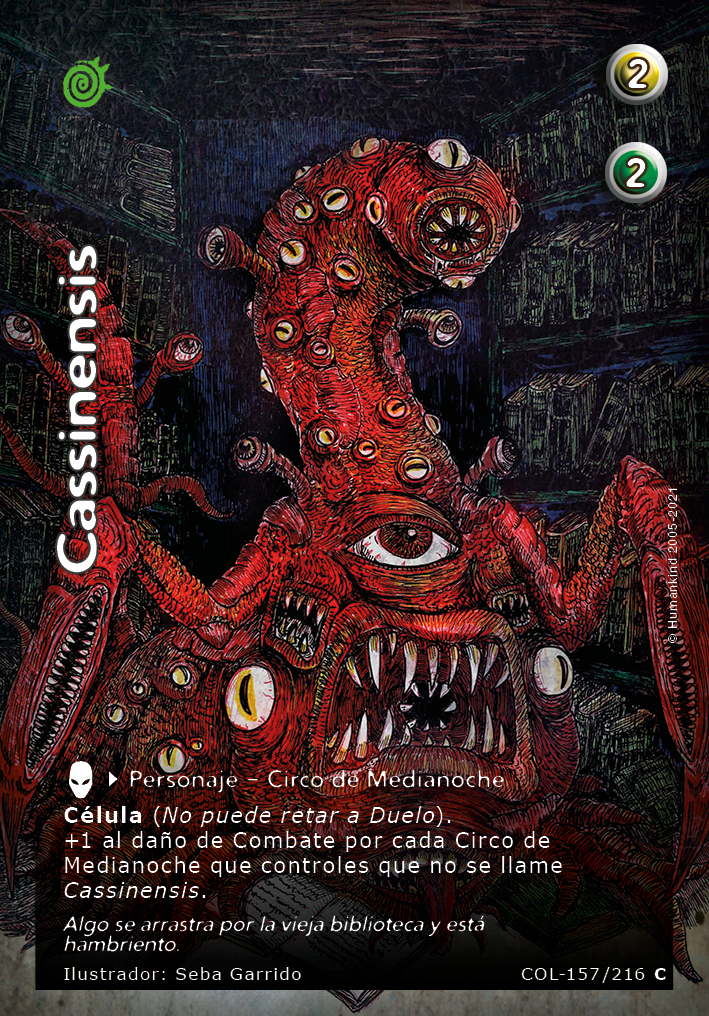 2
2
Cassinensis
© Humankind 2005-2021
Personaje – Circo de Medianoche
Célula (No puede retar a Duelo).
+1 al daño de Combate por cada Circo de
Medianoche que controles que no se llame
Cassinensis.
Algo se arrastra por la vieja biblioteca y está
hambriento.
Ilustrador: Seba Garrido
COL-157/216 C